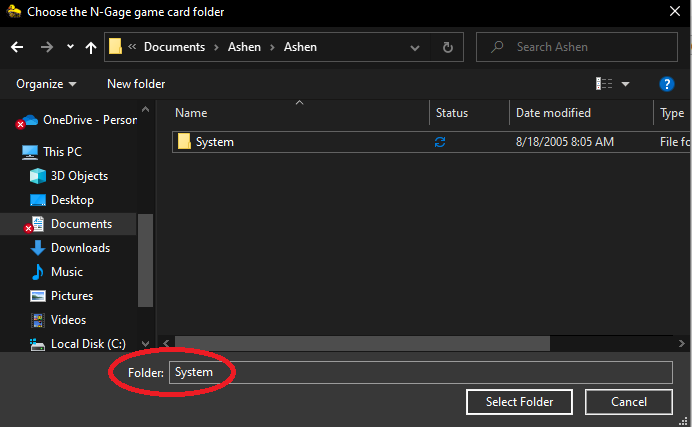 Choose the N-Gage game card folder
« Documents > Ashen > Ashen
Search Ashen
Organize
New folder
?
Name
Status
Date modified
Type
OneDrive - Person
This PC
3D Objects
Desktop
Documents
Downloads
Music
Pictures
Videos
Local Disk (C:)
System
8/18/2005 8:05 AM
File fo
Folder: System
Select Folder
Cancel